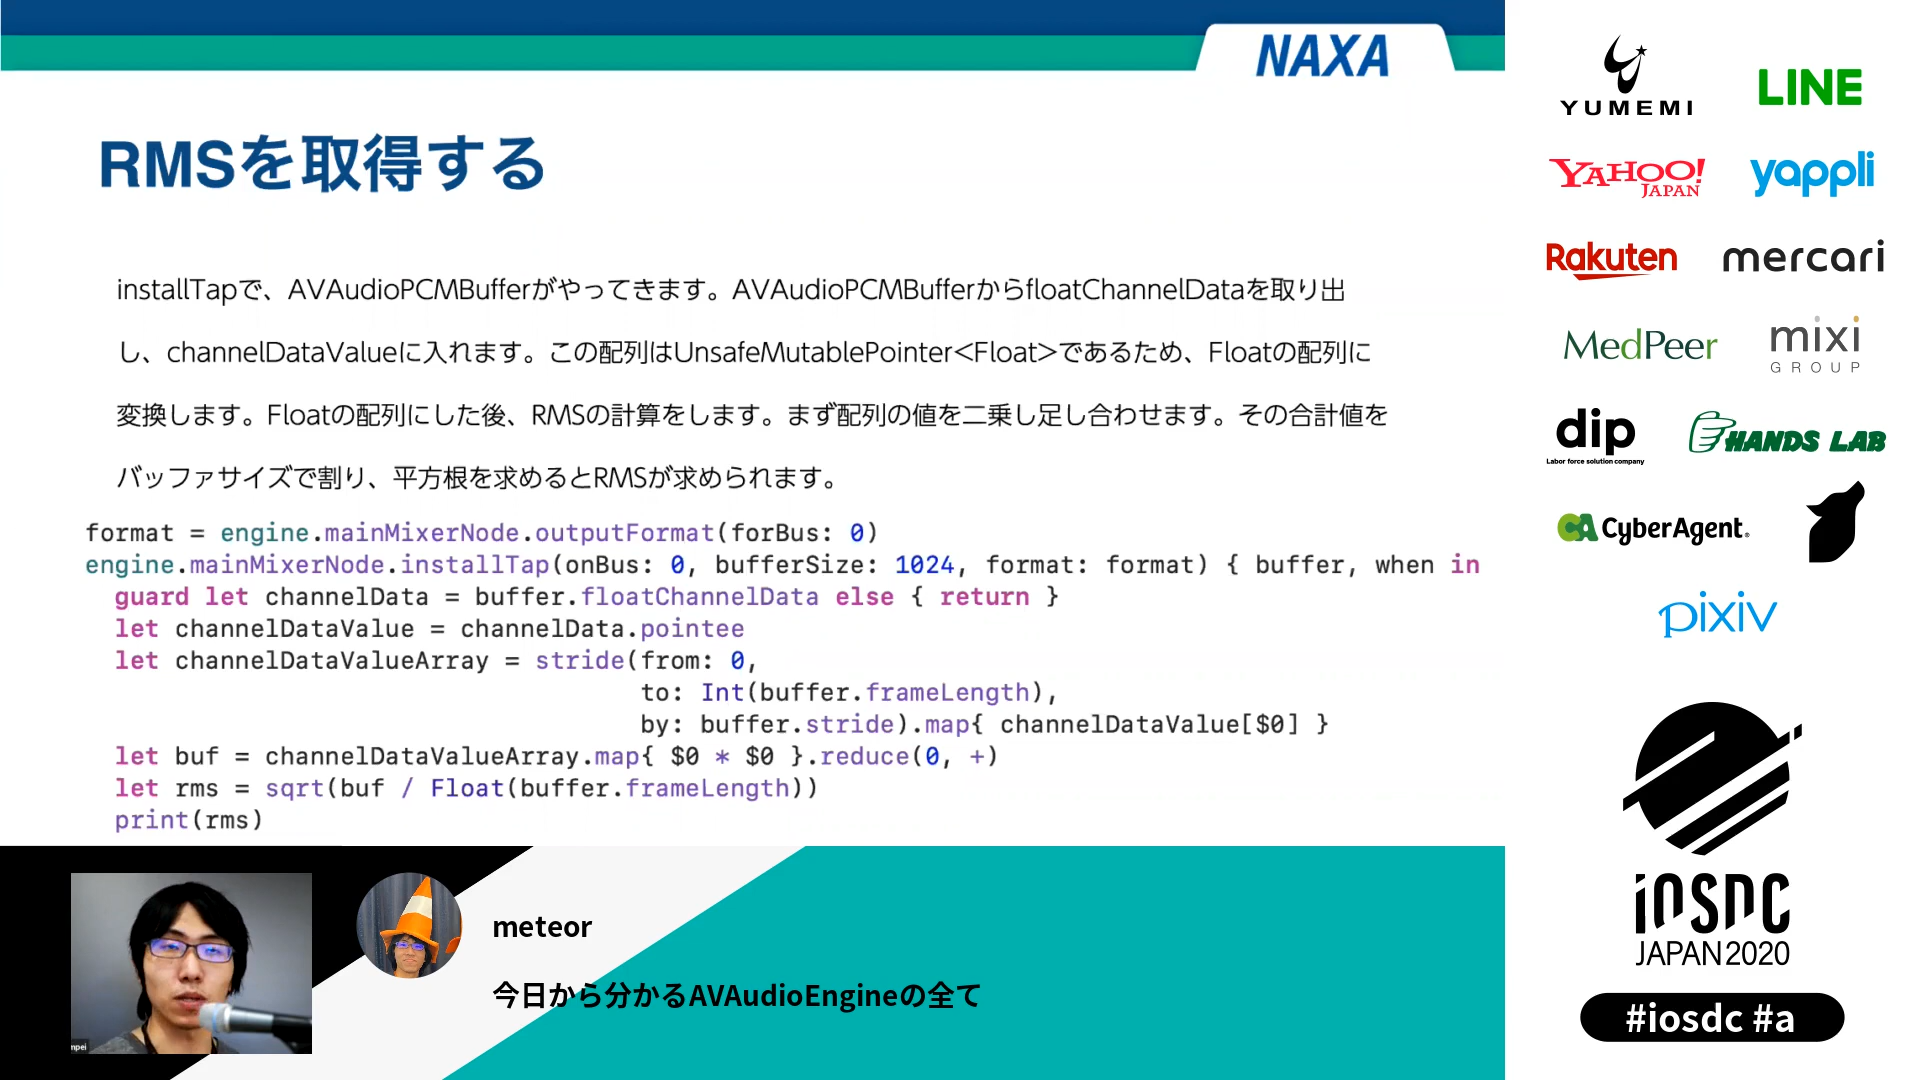 NAXA
RMSを取得する
installTapで、AVAudioPCMBufferがやってきます。AVAudioPCMBufferからfloatChannelDataを取り出
し、channelDataValueに入れます。この配列はUnsafeMutablePointer<Float>であるため、Floatの配列に
変換します。Floatの配列にした後、RMSの計算をします。まず配列の値を二乗し足し合わせます。その合計値を
バッファサイズで割り、平方根を求めるとRMSが求められます。
format = engine.mainMixerNode.outputFormat(forBus: 0)
engine.mainMixerNode.installTap(onBus: 0, bufferSize: 1024, format: format) { buffer, when in
guard let channelData = buffer.floatChannelData else { return }
let channelDataValue = channelData.pointee
let channelDataValueArray = stride(from: 0,
to: Int(buffer.frameLength),
by: buffer.stride).map{ channelDataValue[$0] }
let buf = channelDataValueArray.map{ $0 * $0 }.reduce(0, +)
let rms = sqrt(buf / Float(buffer.frameLength))
print(rms)
mpei
meteor
今日から分かるAVAudioEngineの全て
YUMEMI
LINE
YAHOO!
JAPAN
yappli
Rakuten
mercari
MedPeer
mixi
GROUP
dip
Labor force solution company
HANDS LAB
CA CyberAgent.
pixiv
iOSDC
JAPAN 2020
#iosdc #a